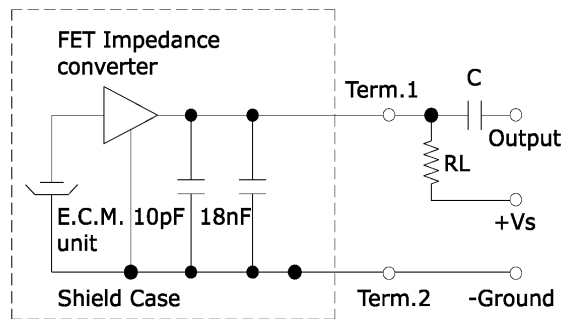 FET Impedance
converter
Term.1
C
Output
RL
E.C.M. 10pF 18nF
unit
+Vs
Shield Case
Term.2
-Ground